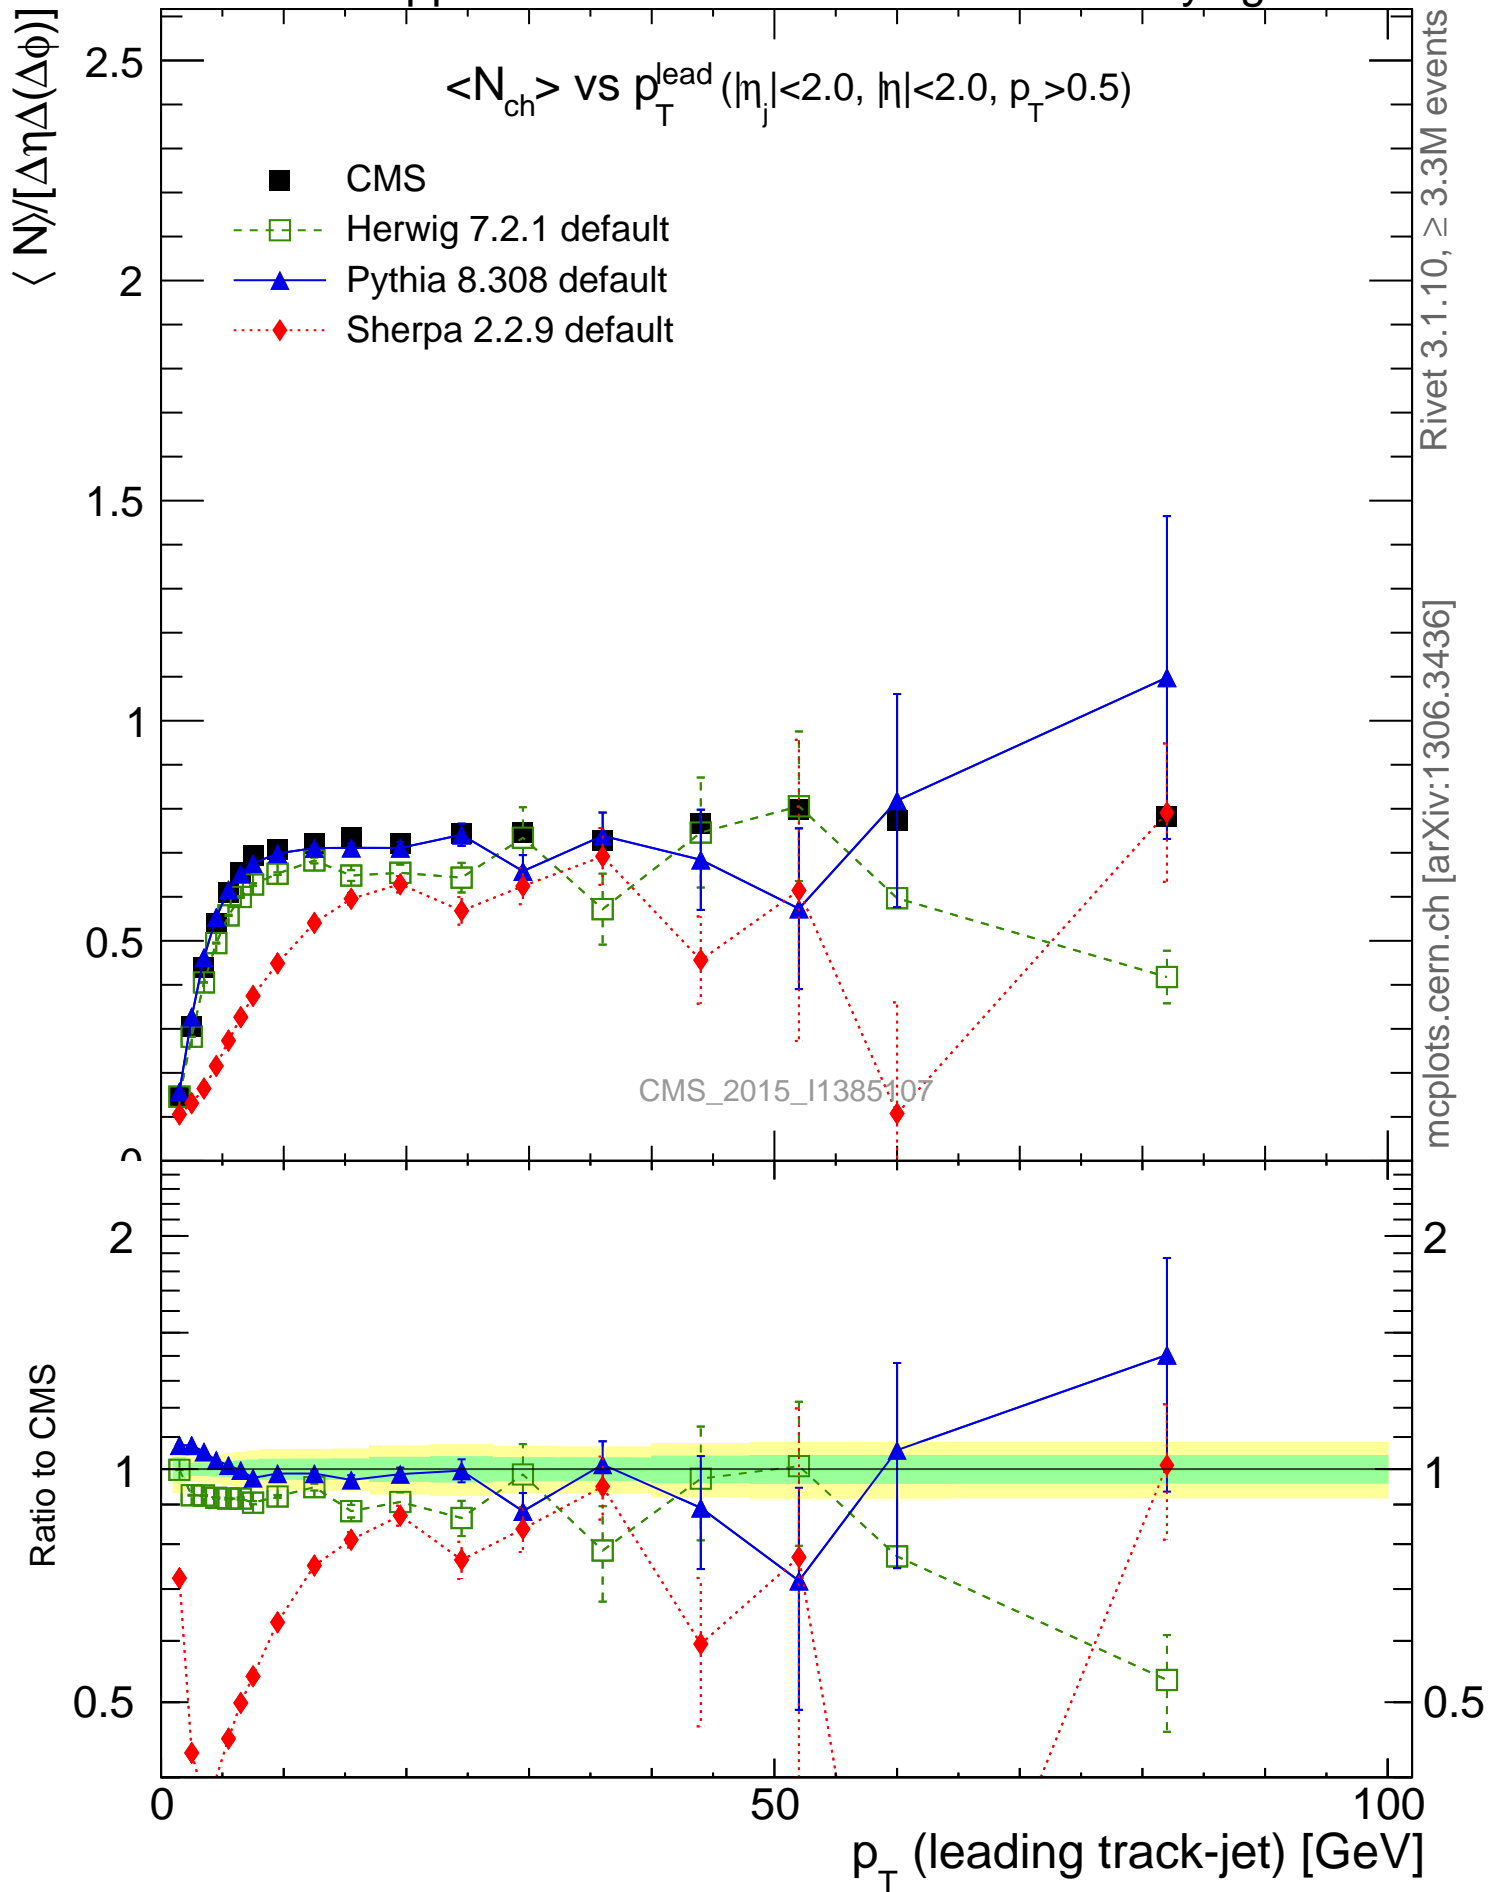 pp
<N_ch> vs p_T^lead (|η_j|<2.0, |η|<2.0, p_T>0.5)
⟨ N⟩/[ΔηΔ(Δϕ)]
CMS
Herwig 7.2.1 default
Pythia 8.308 default
Sherpa 2.2.9 default
2.5
2
1.5
1
0.5
0
CMS_2015_I1385107
Rivet 3.1.10, ≥ 3.3M events
mcplots.cern.ch [arXiv:1306.3436]
Ratio to CMS
2
1
0.5
2
1
0.5
0
50
100
p_T (leading track-jet) [GeV]